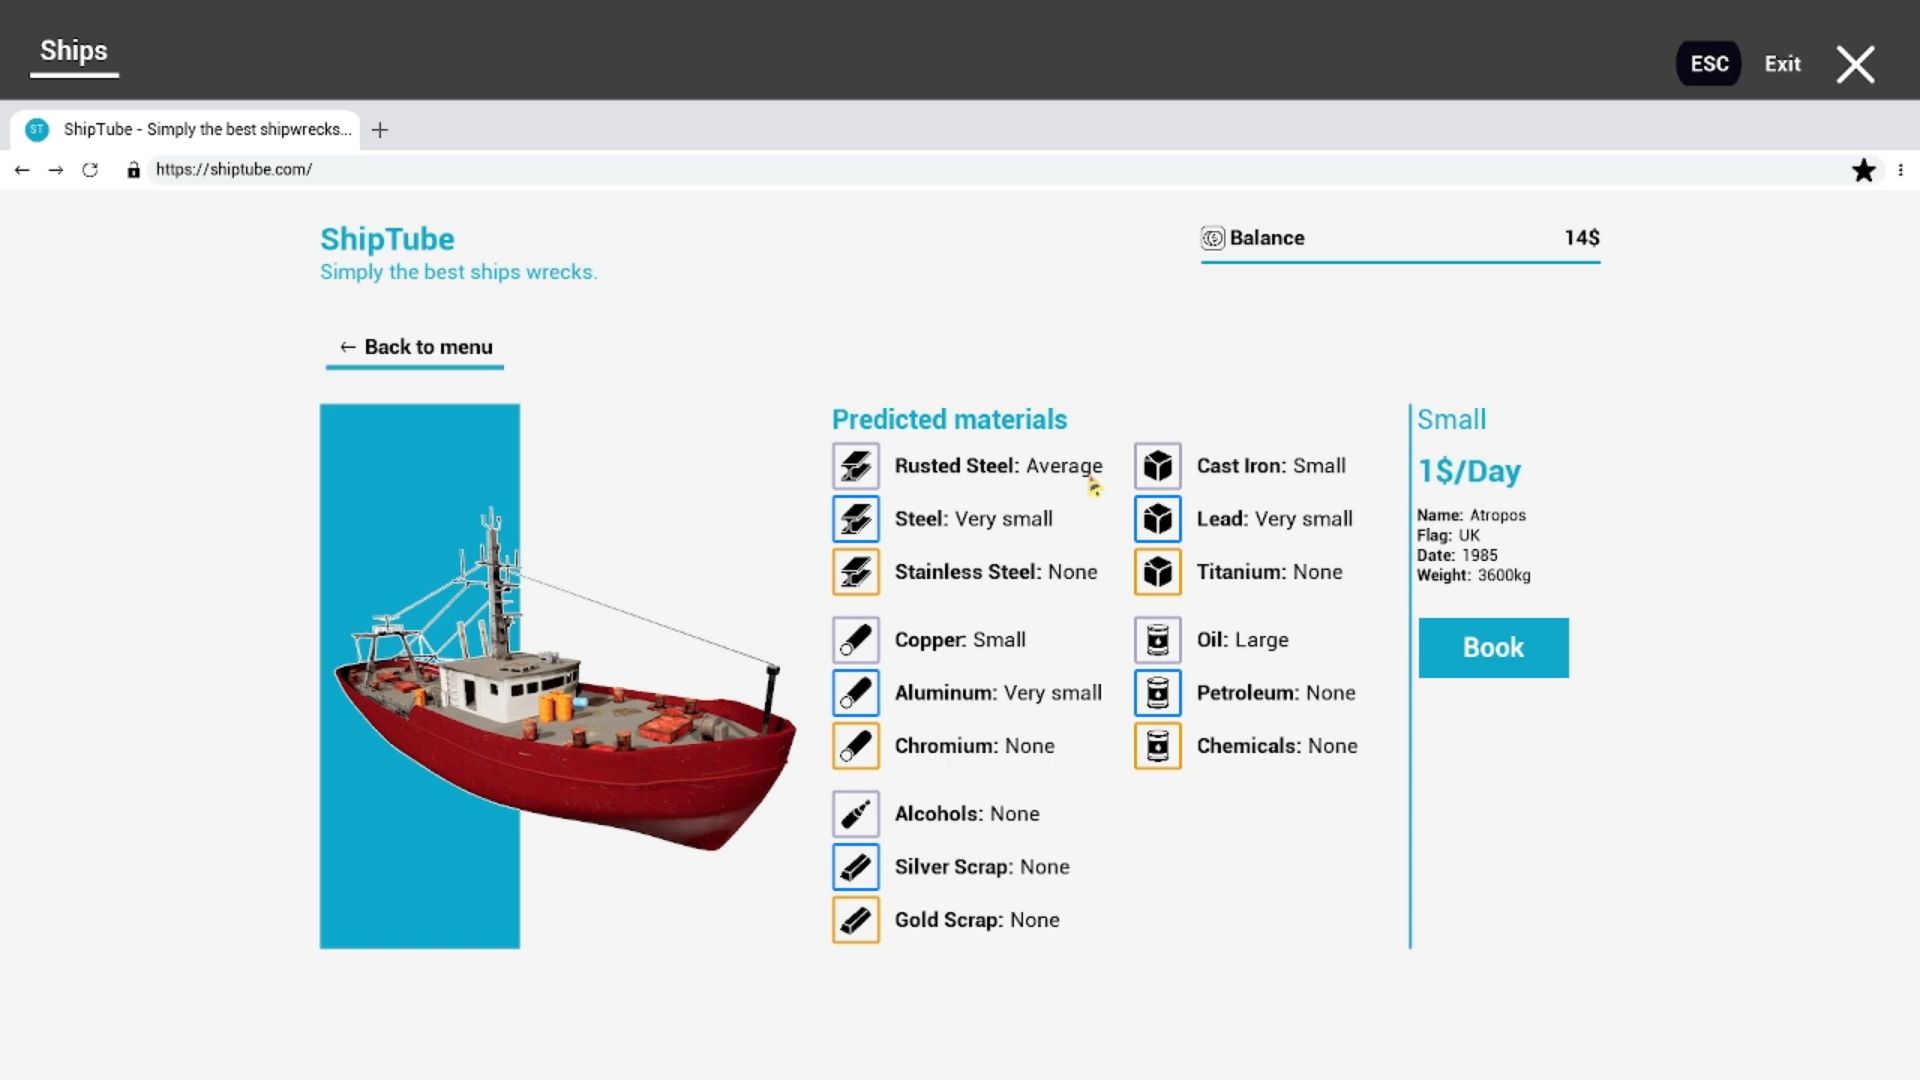 Ships
ESC Exit
ST ShipTube - Simply the best shipwrecks...
https://shiptube.com/
ShipTube
Simply the best ships wrecks.
Balance 14$
← Back to menu
Predicted materials
Rusted Steel: Average
Steel: Very small
Stainless Steel: None
Copper: Small
Aluminum: Very small
Chromium: None
Alcohols: None
Silver Scrap: None
Gold Scrap: None
Cast Iron: Small
Lead: Very small
Titanium: None
Oil: Large
Petroleum: None
Chemicals: None
Small
1$/Day
Name: Atropos
Flag: UK
Date: 1985
Weight: 3600kg
Book